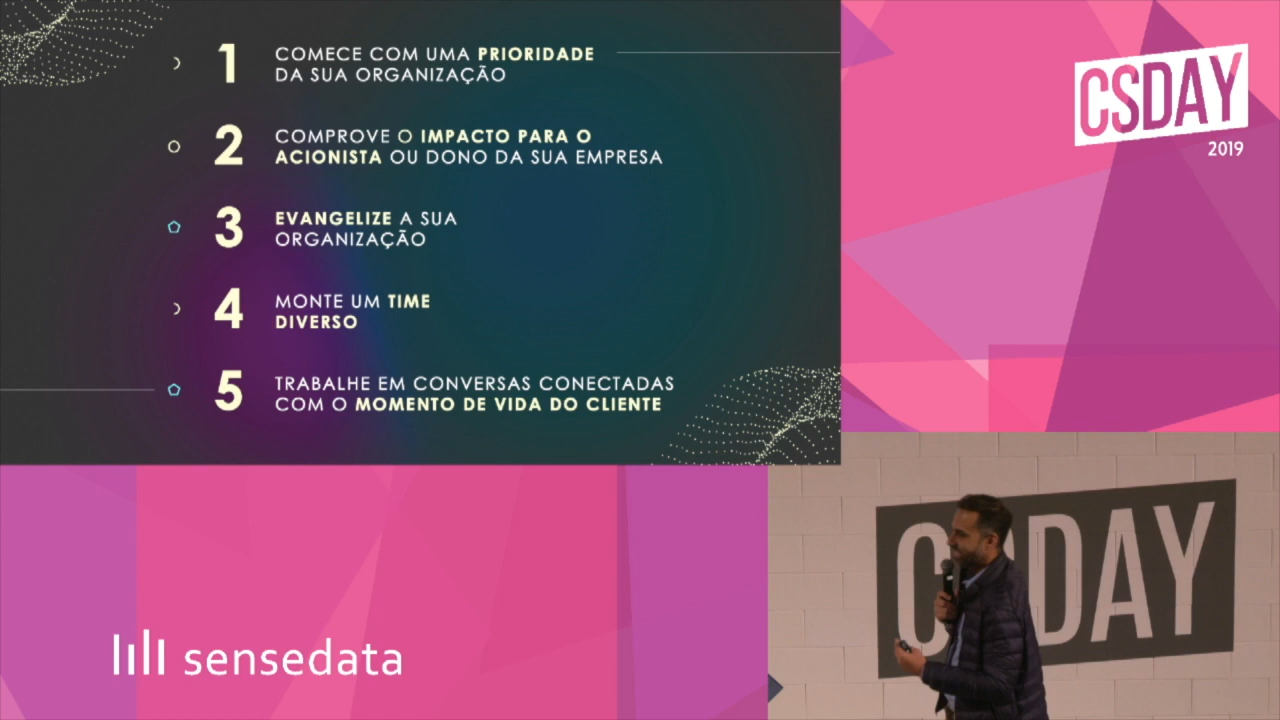 1
COMECE COM UMA PRIORIDADE
DA SUA ORGANIZAÇÃO
2
COMPROVE O IMPACTO PARA O
ACIONISTA OU DONO DA SUA EMPRESA
3
EVANGELIZE A SUA
ORGANIZAÇÃO
4
MONTE UM TIME
DIVERSO
5
TRABALHE EM CONVERSAS CONECTADAS
COM O MOMENTO DE VIDA DO CLIENTE
CSDAY
2019
sensedata
CSDAY